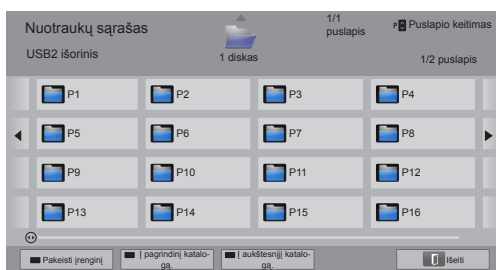 Nuotraukų sąrašas
USB2 išorinis
1 diskas
1/1
puslapis
P Puslapio keitimas
1/2 puslapis
P1
P2
P3
P4
P5
P6
P7
P8
P9
P10
P11
P12
P13
P14
P15
P16
Pakeisti įrenginį
Į pagrindinį katalo-
gą.
Į aukštesnįjį katalo-
gą.
Išeiti